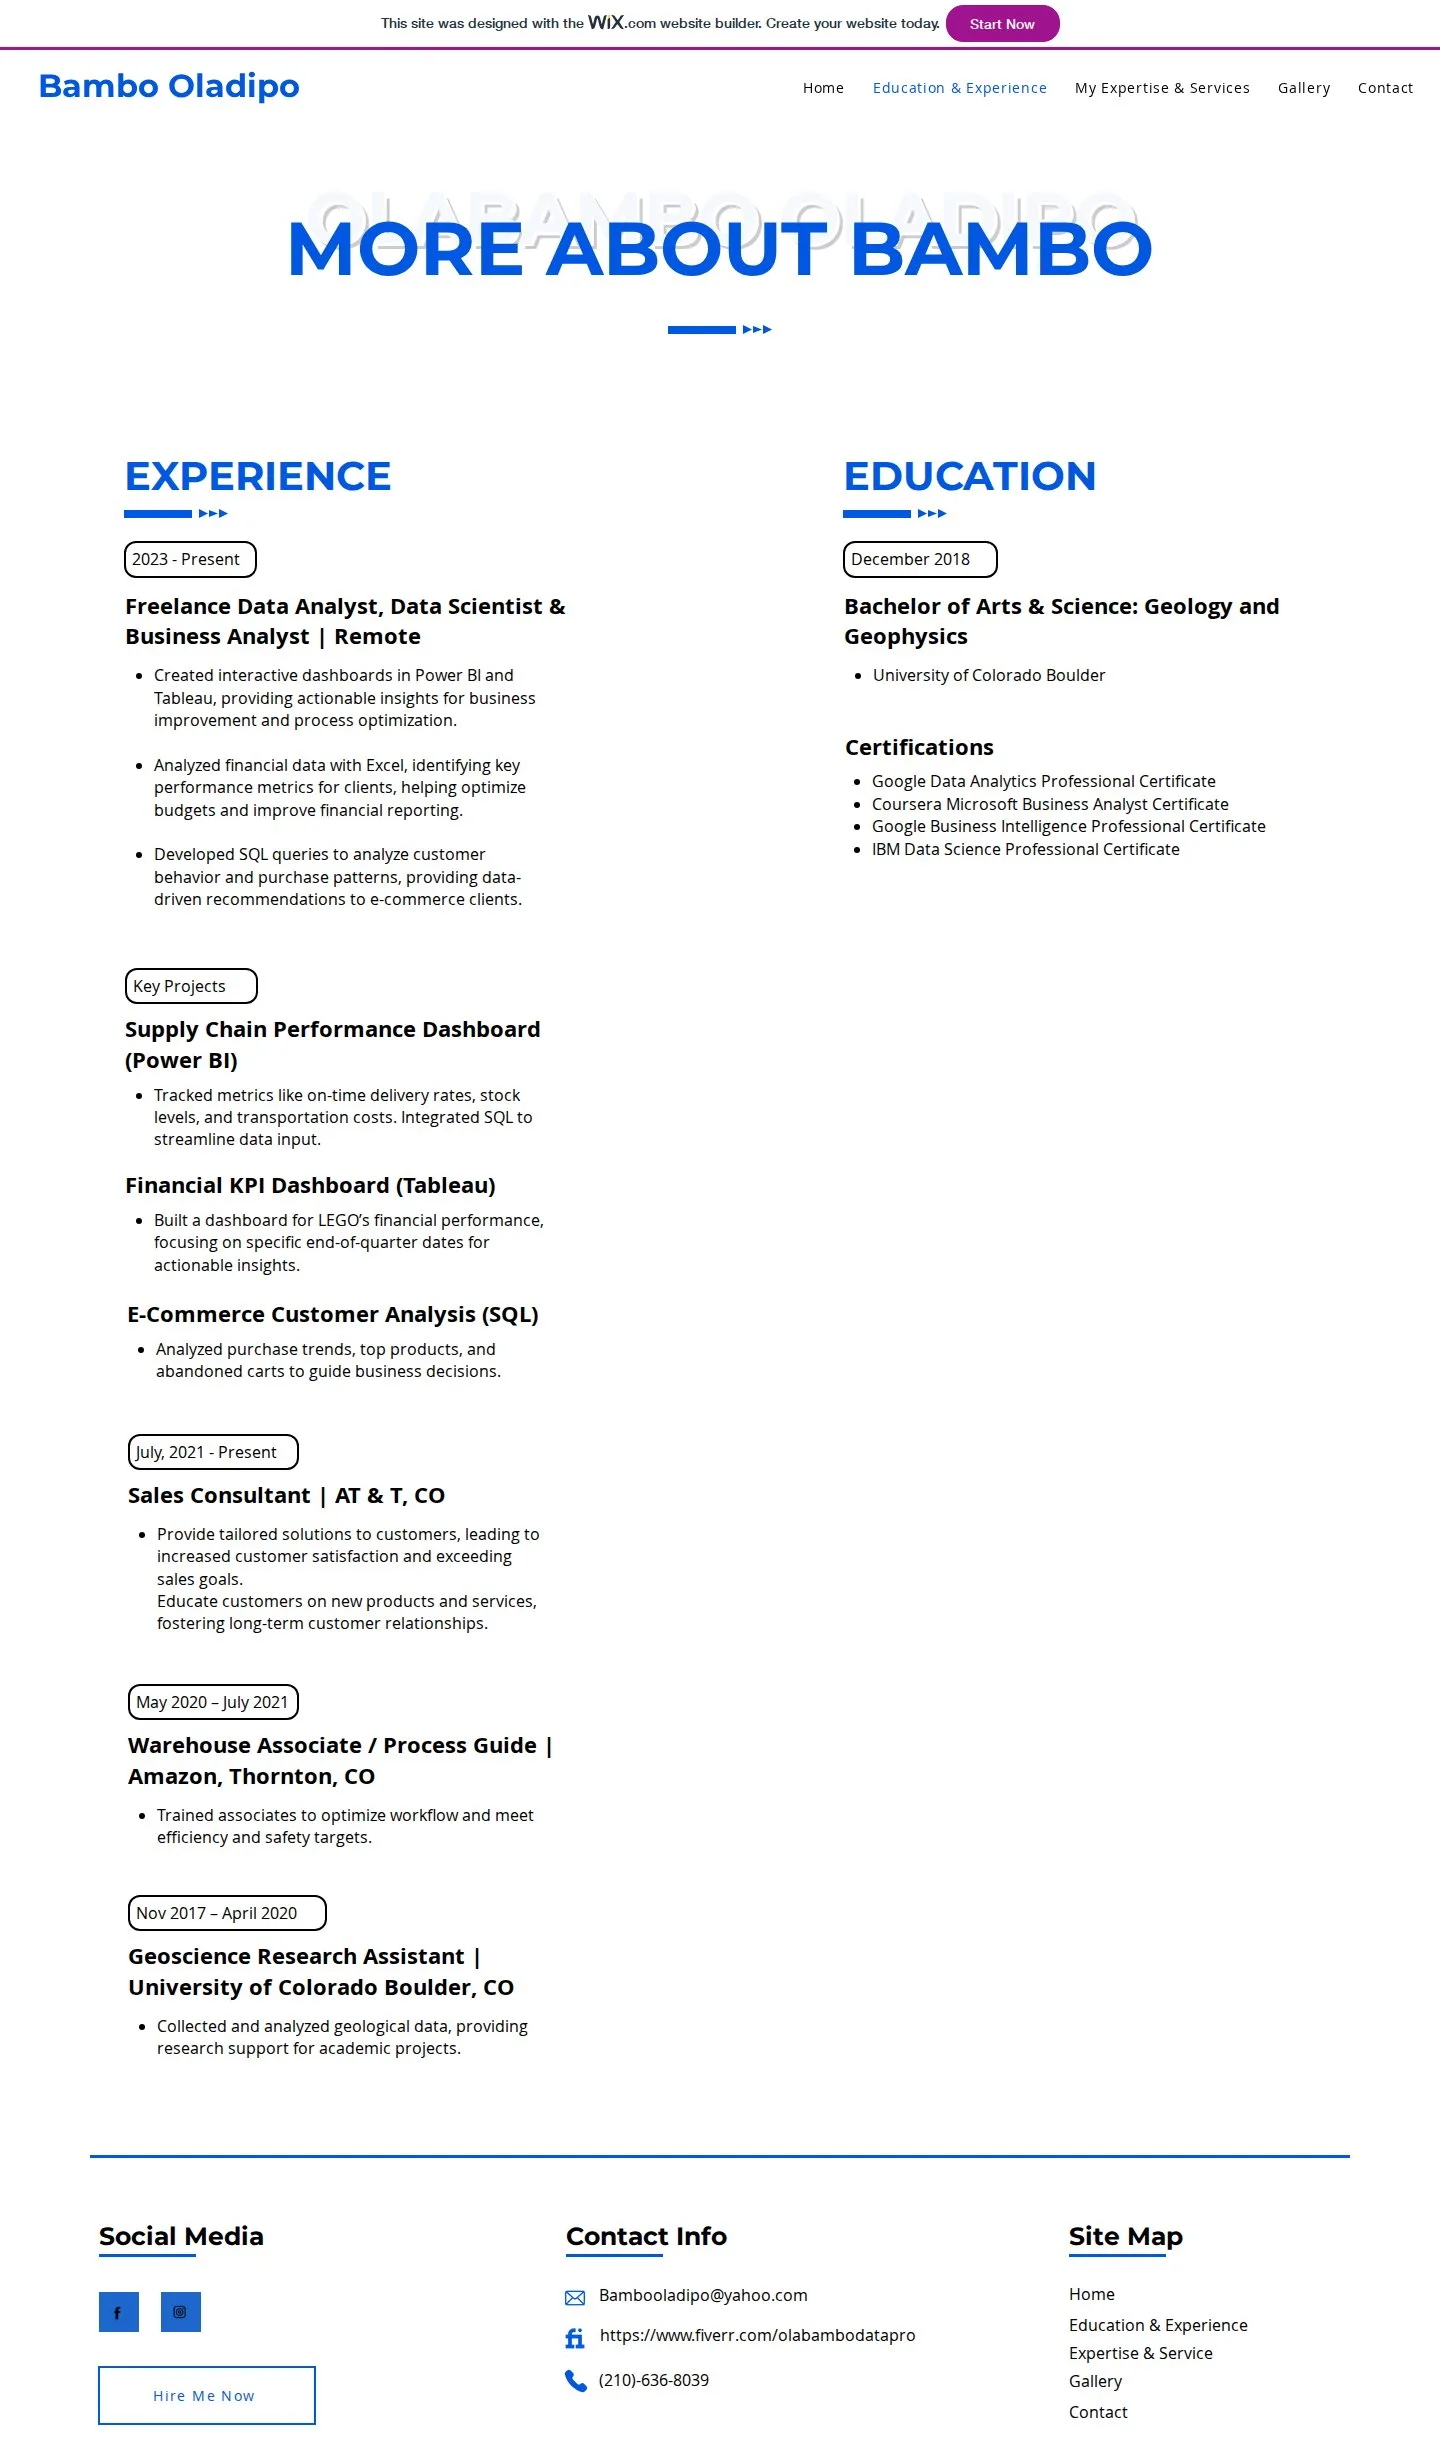 This site was designed with the WiX.com website builder. Create your website today. Start Now
Bambo Oladipo
Home Education & Experience My Expertise & Services Gallery Contact
OLABAMBO OLADIPO
MORE ABOUT BAMBO
EXPERIENCE
2023 - Present
Freelance Data Analyst, Data Scientist &
Business Analyst | Remote
Created interactive dashboards in Power BI and
Tableau, providing actionable insights for business
improvement and process optimization.
Analyzed financial data with Excel, identifying key
performance metrics for clients, helping optimize
budgets and improve financial reporting.
Developed SQL queries to analyze customer
behavior and purchase patterns, providing data-
driven recommendations to e-commerce clients.
Key Projects
Supply Chain Performance Dashboard
(Power BI)
Tracked metrics like on-time delivery rates, stock
levels, and transportation costs. Integrated SQL to
streamline data input.
Financial KPI Dashboard (Tableau)
Built a dashboard for LEGO’s financial performance,
focusing on specific end-of-quarter dates for
actionable insights.
E-Commerce Customer Analysis (SQL)
Analyzed purchase trends, top products, and
abandoned carts to guide business decisions.
July, 2021 - Present
Sales Consultant | AT & T, CO
Provide tailored solutions to customers, leading to
increased customer satisfaction and exceeding
sales goals.
Educate customers on new products and services,
fostering long-term customer relationships.
May 2020 – July 2021
Warehouse Associate / Process Guide |
Amazon, Thornton, CO
Trained associates to optimize workflow and meet
efficiency and safety targets.
Nov 2017 – April 2020
Geoscience Research Assistant |
University of Colorado Boulder, CO
Collected and analyzed geological data, providing
research support for academic projects.
EDUCATION
December 2018
Bachelor of Arts & Science: Geology and
Geophysics
University of Colorado Boulder
Certifications
Google Data Analytics Professional Certificate
Coursera Microsoft Business Analyst Certificate
Google Business Intelligence Professional Certificate
IBM Data Science Professional Certificate
Social Media
Hire Me Now
Contact Info
Bambooladipo@yahoo.com
fi https://www.fiverr.com/olabambodatapro
(210)-636-8039
Site Map
Home
Education & Experience
Expertise & Service
Gallery
Contact